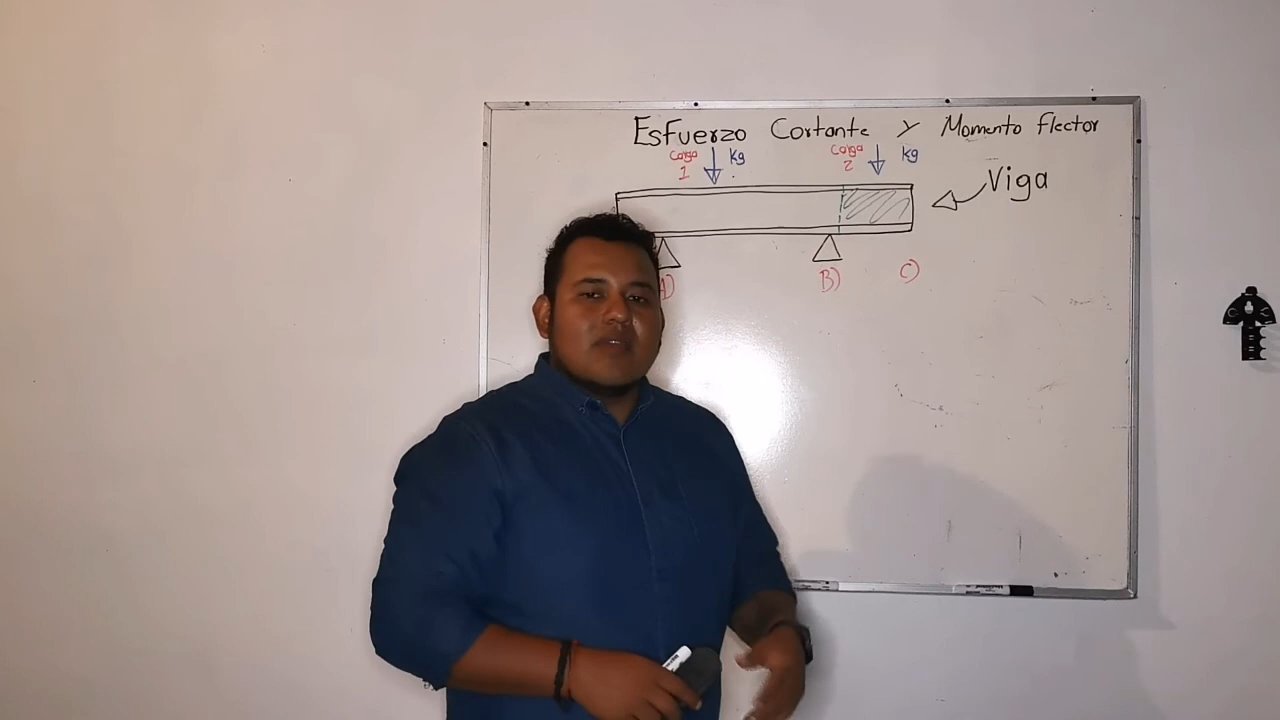 Esfuerzo Cortante y Momento flector
Carga 1 kg
Carga 2 kg
Viga
A) B) C)